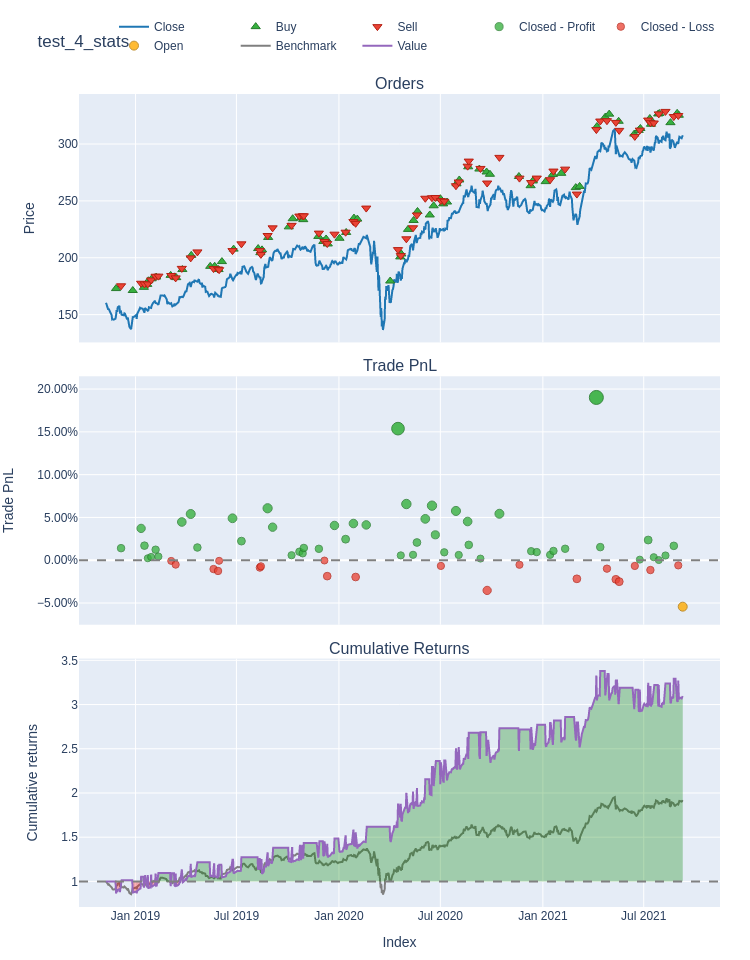 test_4_stats
Close
Buy
Sell
Closed - Profit
Closed - Loss
Open
Benchmark
Value
Orders
Price
300
250
200
150
Trade PnL
Trade PnL
20.00%
15.00%
10.00%
5.00%
0.00%
−5.00%
Cumulative Returns
Cumulative returns
3.5
3
2.5
2
1.5
1
Jan 2019
Jul 2019
Jan 2020
Jul 2020
Jan 2021
Jul 2021
Index